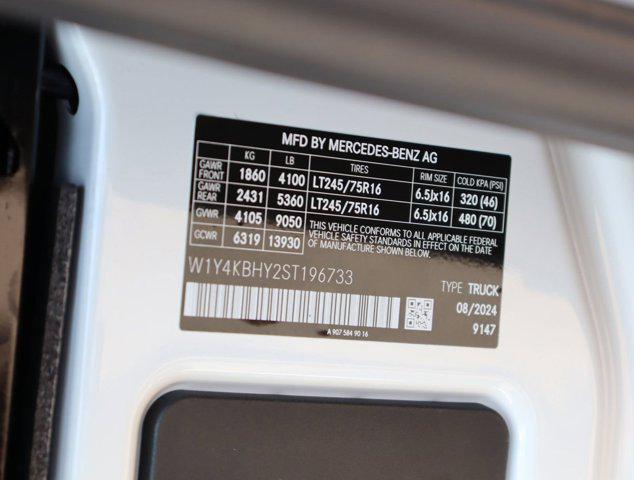 MFD BY MERCEDES-BENZ AG
KG LB TIRES RIM SIZE COLD KPA (PSI)
GAWR FRONT 1860 4100 LT245/75R16 6.5Jx16 320 (46)
GAWR REAR 2431 5360 LT245/75R16 6.5Jx16 480 (70)
GVWR 4105 9050
GCWR 6319 13930
THIS VEHICLE CONFORMS TO ALL APPLICABLE FEDERAL
VEHICLE SAFETY STANDARDS IN EFFECT ON THE DATE
OF MANUFACTURE SHOWN BELOW.
W1Y4KBHY2ST196733
TYPE TRUCK
08/2024
9147
A 907 584 90 16